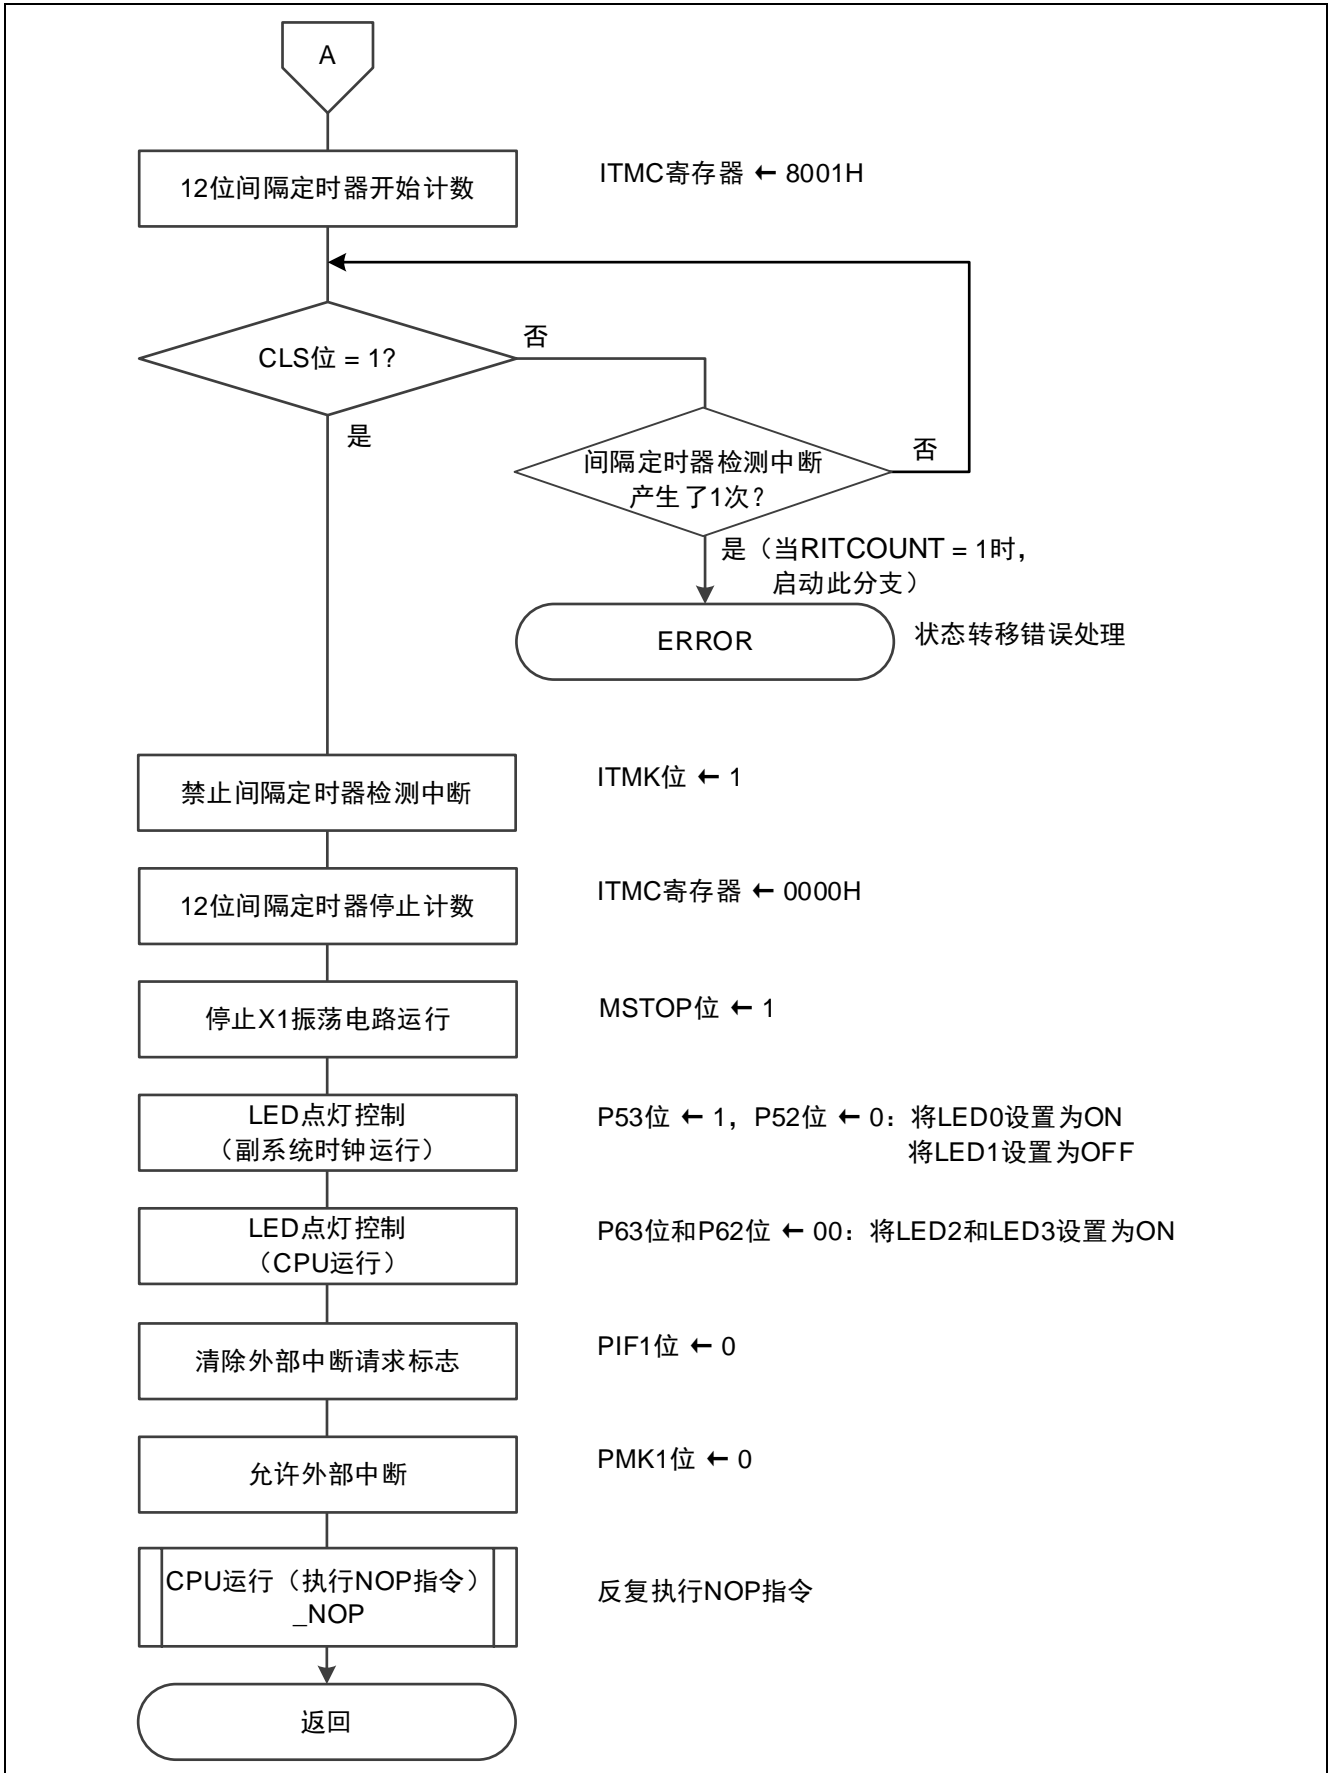 A
12位间隔定时器开始计数
ITMC寄存器 ← 8001H
CLS位 = 1?
否
是
间隔定时器检测中断
产生了1次?
否
是（当RITCOUNT = 1时，
启动此分支）
ERROR
状态转移错误处理
禁止间隔定时器检测中断
ITMK位 ← 1
12位间隔定时器停止计数
ITMC寄存器 ← 0000H
停止X1振荡电路运行
MSTOP位 ← 1
LED点灯控制
（副系统时钟运行）
P53位 ← 1，P52位 ← 0：将LED0设置为ON
将LED1设置为OFF
LED点灯控制
（CPU运行）
P63位和P62位 ← 00：将LED2和LED3设置为ON
清除外部中断请求标志
PIF1位 ← 0
允许外部中断
PMK1位 ← 0
CPU运行（执行NOP指令）
_NOP
反复执行NOP指令
返回